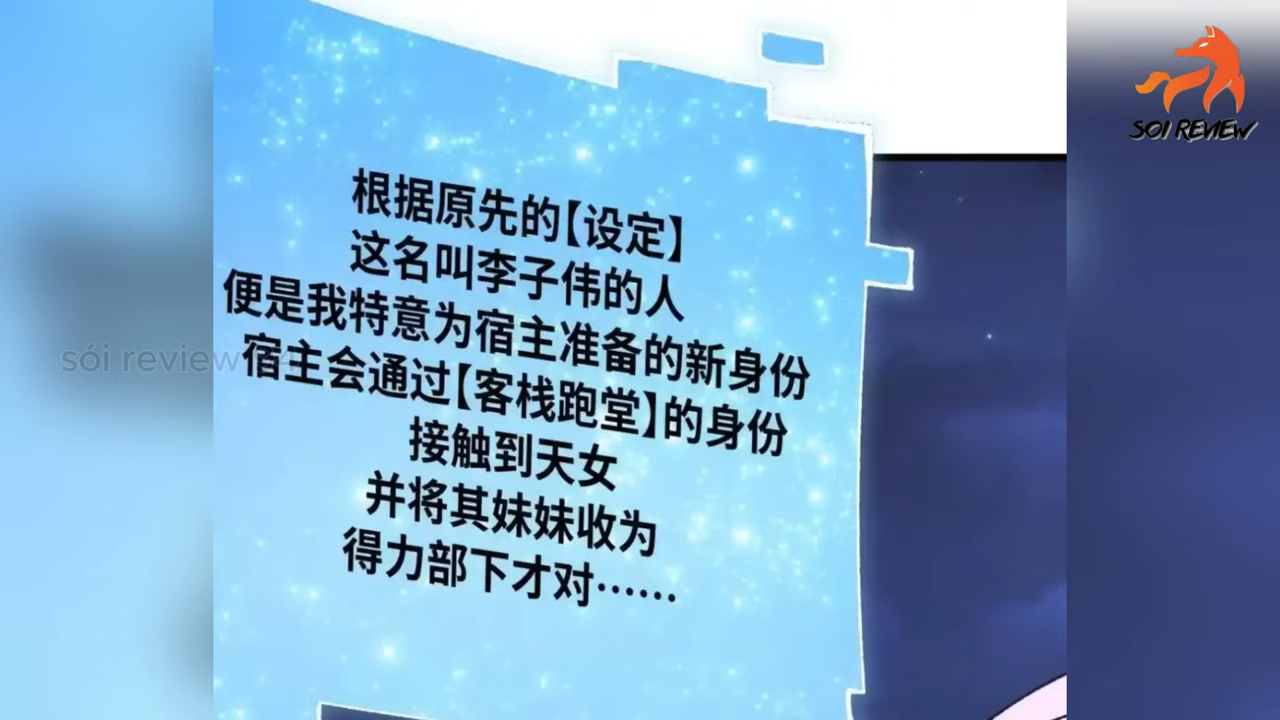 SOI REVIEW
根据原先的【设定】
这名叫李子伟的人
便是我特意为宿主准备的新身份
宿主会通过【客栈跑堂】的身份
接触到天女
并将其妹妹收为
得力部下才对……
sói review